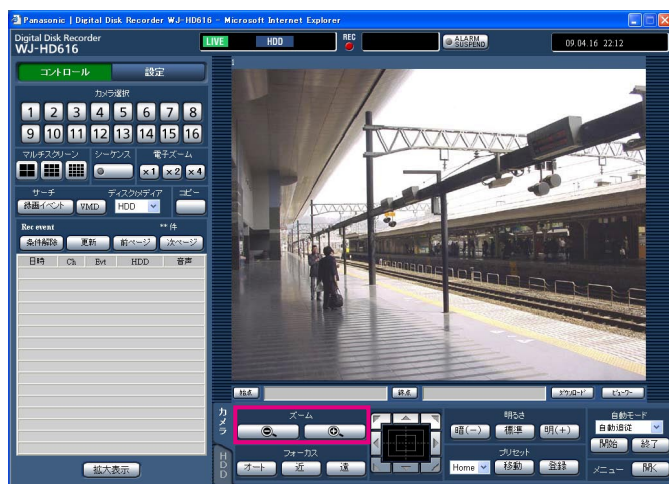 Panasonic | Digital Disk Recorder WJ-HD616 - Microsoft Internet Explorer
Digital Disk Recorder
WJ-HD616
LIVE HDD REC ALARM SUSPEND 09.04.16 22:12
コントロール 設定
カメラ選択
1 2 3 4 5 6 7 8
9 10 11 12 13 14 15 16
マルチスクリーン シーケンス 電子ズーム
×1 ×2 ×4
サーチ ディスク/メディア コピー
録画イベント VMD HDD
Rec event ** 件
条件解除 更新 前ページ 次ページ
日時 Ch Evt HDD 音声
拡大表示
1
始点 終点 ダウンロード ビューワー
カメラ
HDD
ズーム
フォーカス
オート 近 遠
明るさ
暗(−) 標準 明(+)
プリセット
Home 移動 登録
自動モード
自動追従
開始 終了
メニュー 開く